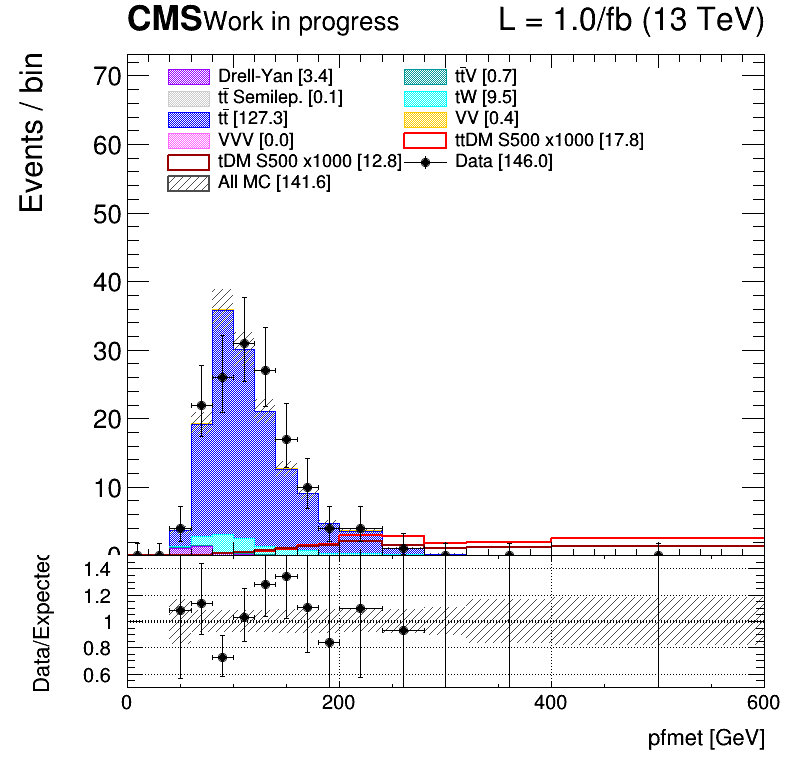 CMS Work in progress L = 1.0/fb (13 TeV)
Events / bin
70
60
50
40
30
20
10
0
Drell-Yan [3.4] tt̄V [0.7]
tt̄ Semilep. [0.1] tW [9.5]
tt̄ [127.3] VV [0.4]
VVV [0.0] ttDM S500 x1000 [17.8]
tDM S500 x1000 [12.8] Data [146.0]
All MC [141.6]
Data/Expected
1.4
1.2
1
0.8
0.6
0 200 400 600
pfmet [GeV]